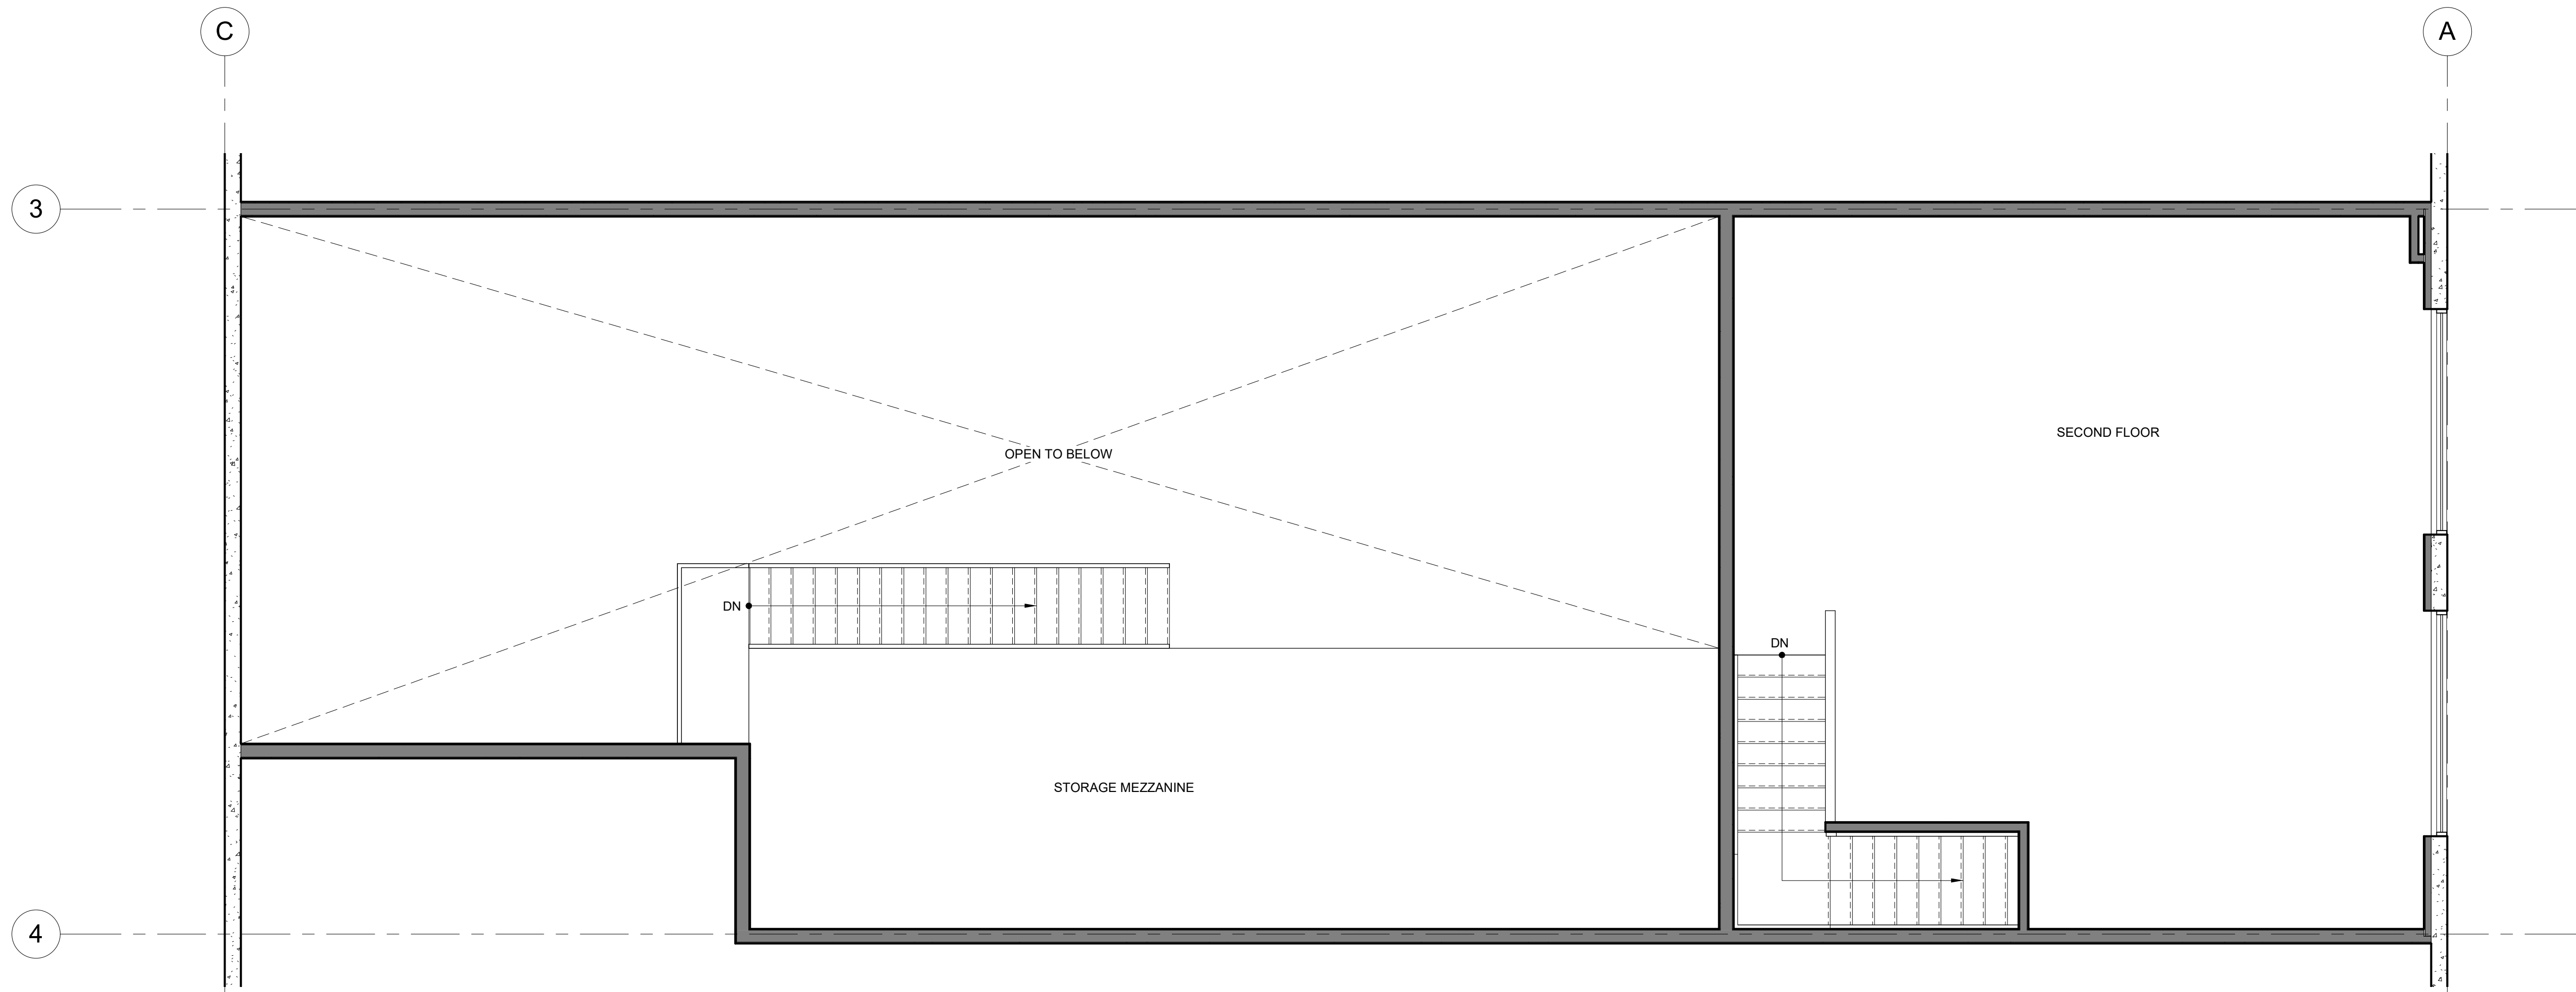 C
A
3
SECOND FLOOR
OPEN TO BELOW
DN
DN
STORAGE MEZZANINE
4